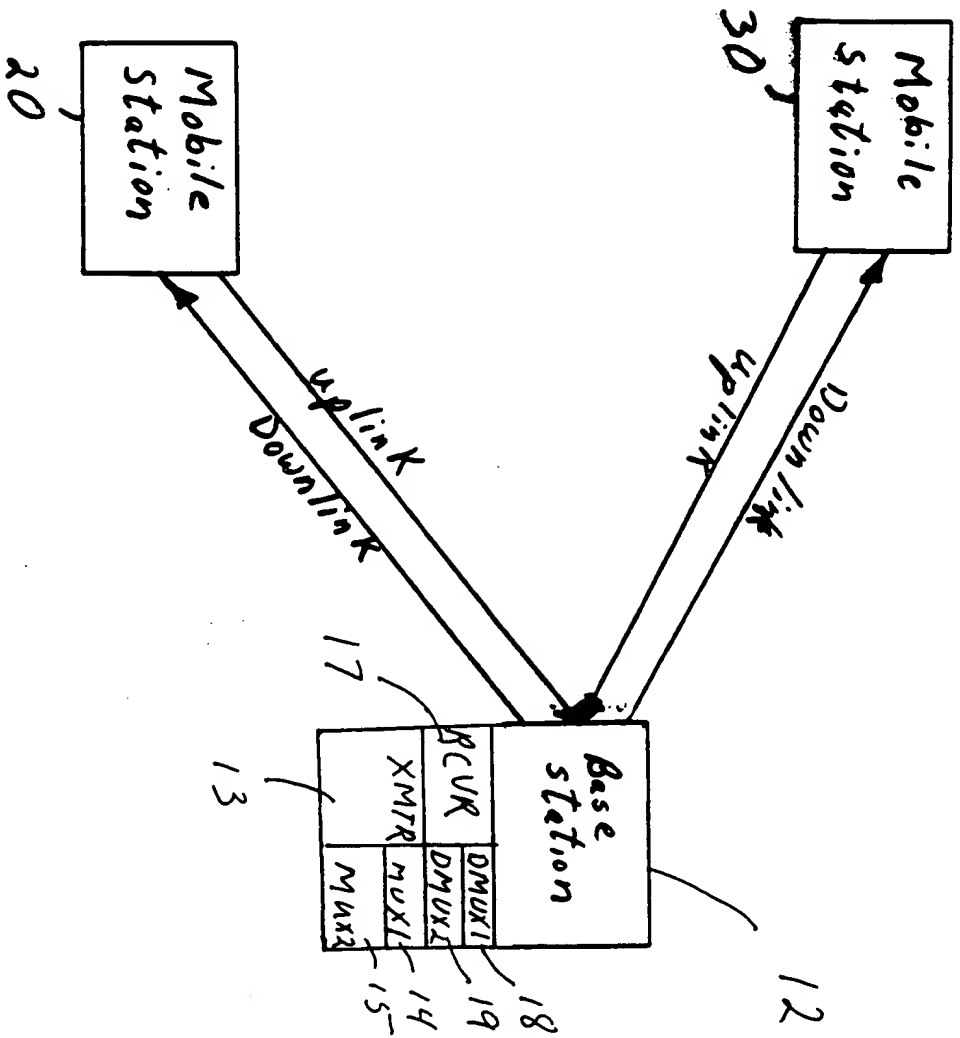 12
Base
station
DMUX1
18
RCVR
DMUX2
19
17
XMTR
MUX1
14
MUX2
15
13
Downlink
uplink
uplink
Downlink
Mobile
station
30
Mobile
station
20